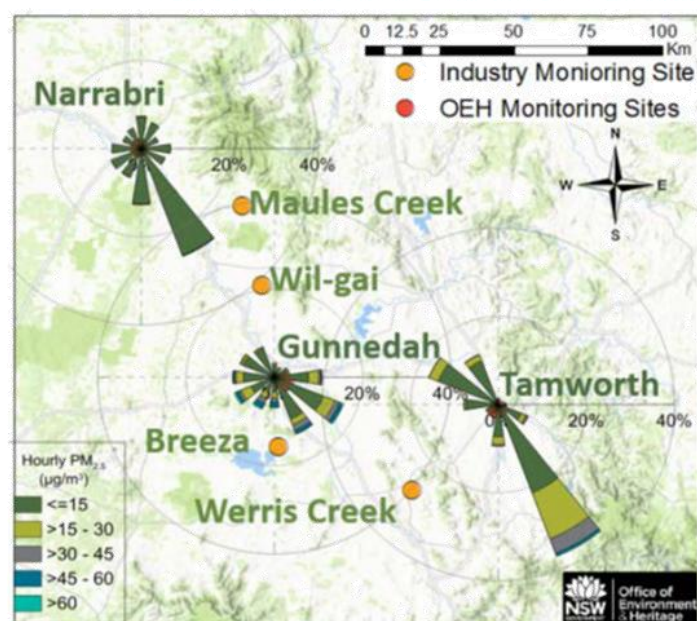 0 12.5 25 50 75 100
Km
Industry Monioring Site
OEH Monitoring Sites
Narrabri
N
W E
S
20% 40%
Maules Creek
Wil-gai
Gunnedah
Tamworth
20% 40%
20% 40%
Breeza
Werris Creek
Hourly PM2.5
(µg/m³)
<=15
>15 - 30
>30 - 45
>45 - 60
>60
NSW
GOVERNMENT
Office of
Environment
& Heritage